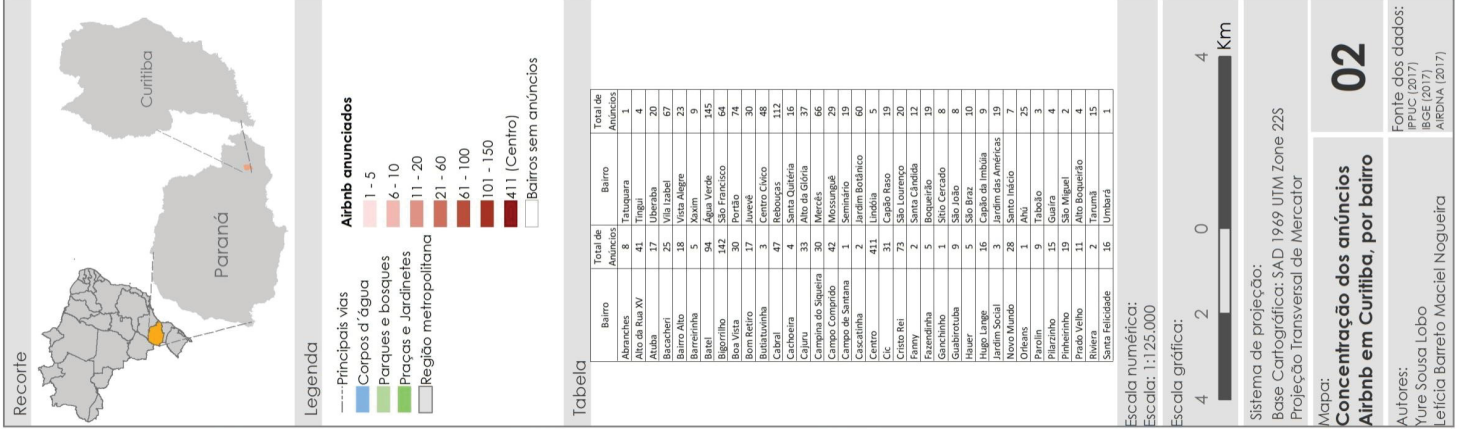 Recorte
Paraná
Curitiba
Legenda
Principais vias
Corpos d´água
Parques e bosques
Praças e Jardinetes
Região metropolitana
Airbnb anunciados
1 - 5
6 - 10
11 - 20
21 - 60
61 - 100
101 - 150
411 (Centro)
Bairros sem anúncios
Tabela
Bairro Total de Anúncios Bairro Total de Anúncios
Abranches 8 Tatuquara 1
Alto da Rua XV 41 Tingui 4
Atuba 17 Uberaba 20
Bacacheri 25 Vila Izabel 67
Bairro Alto 18 Vista Alegre 23
Barreirinha 5 Xaxim 9
Batel 94 Água Verde 145
Bigorrilho 142 São Francisco 64
Boa Vista 30 Portão 74
Bom Retiro 17 Juvevê 30
Butiatuvinha 3 Centro Cívico 48
Cabral 47 Rebouças 112
Cachoeira 4 Santa Quitéria 16
Cajuru 33 Alto da Glória 37
Campina do Siqueira 30 Mercês 66
Campo Comprido 42 Mossunguê 29
Campo de Santana 1 Seminário 19
Cascatinha 2 Jardim Botânico 60
Centro 411 Lindóia 5
Cic 31 Capão Raso 19
Cristo Rei 73 São Lourenço 20
Fanny 2 Santa Cândida 12
Fazendinha 5 Boqueirão 19
Ganchinho 1 Sítio Cercado 8
Guabirotuba 9 São João 8
Hauer 5 São Braz 10
Hugo Lange 16 Capão da Imbúia 9
Jardim Social 3 Jardim das Américas 19
Novo Mundo 28 Santo Inácio 7
Orleans 1 Ahú 25
Parolin 9 Taboão 3
Pilarzinho 15 Guaíra 4
Pinheirinho 19 São Miguel 2
Prado Velho 11 Alto Boqueirão 4
Riviera 2 Tarumã 15
Santa Felicidade 16 Umbará 1
Escala numérica:
Escala: 1:125.000
Escala gráfica:
4 2 0 4
Km
Sistema de projeção:
Base Cartográfica: SAD 1969 UTM Zone 22S
Projeção Transversal de Mercator
Mapa:
Concentração dos anúncios
Airbnb em Curitiba, por bairro
02
Autores:
Yure Sousa Lobo
Letícia Barreto Maciel Nogueira
Fonte dos dados:
IPPUC (2017)
IBGE (2017)
AIRDNA (2017)